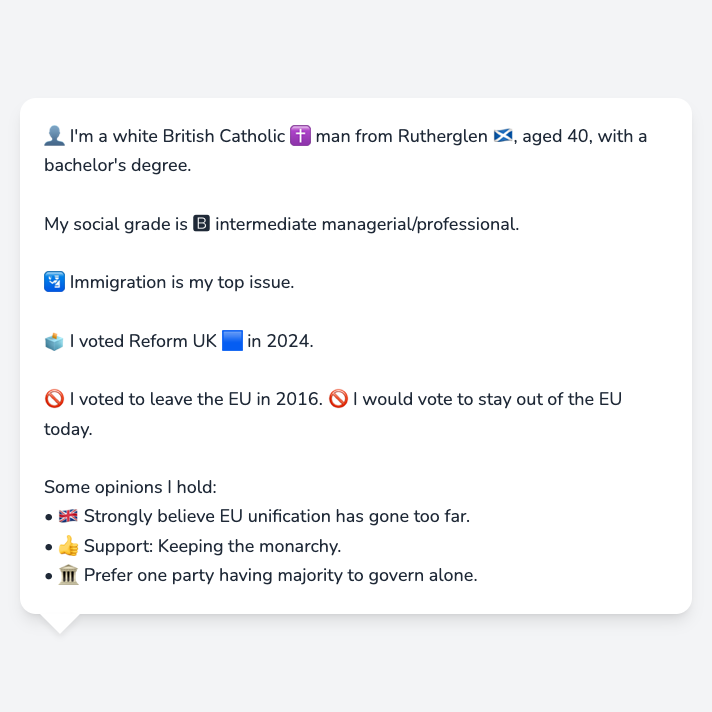 👤 I'm a white British Catholic ✝️ man from Rutherglen 🏴󠁧󠁢󠁳󠁣󠁴󠁿, aged 40, with a
bachelor's degree.
My social grade is 🅱 intermediate managerial/professional.
🛂 Immigration is my top issue.
🗳️ I voted Reform UK 🟦 in 2024.
🚫 I voted to leave the EU in 2016. 🚫 I would vote to stay out of the EU
today.
Some opinions I hold:
• 🇬🇧 Strongly believe EU unification has gone too far.
• 👍 Support: Keeping the monarchy.
• 🏛️ Prefer one party having majority to govern alone.